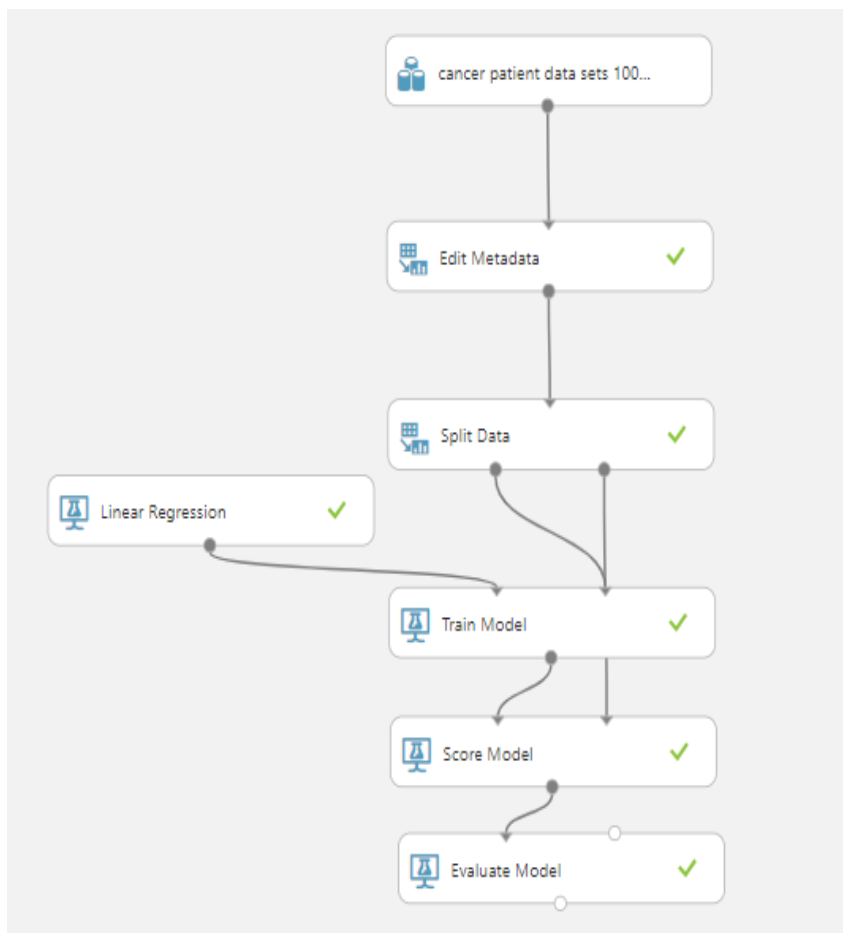 cancer patient data sets 100...
Edit Metadata
Split Data
Linear Regression
Train Model
Score Model
Evaluate Model